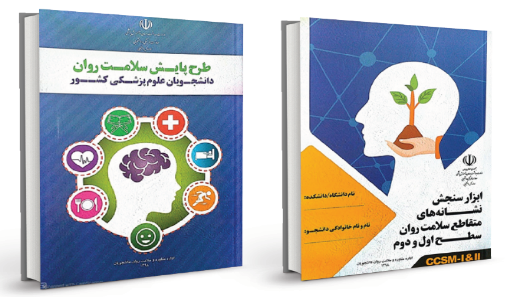 طرح پایش سلامت روان
دانشجویان علوم پزشکی کشور
نام دانشگاه/دانشکده:
نام و نام خانوادگی دانشجو:
ابزار سنجش
نشانه‌های
متقاطع سلامت روان
سطح اول و دوم
CCSM-I & II